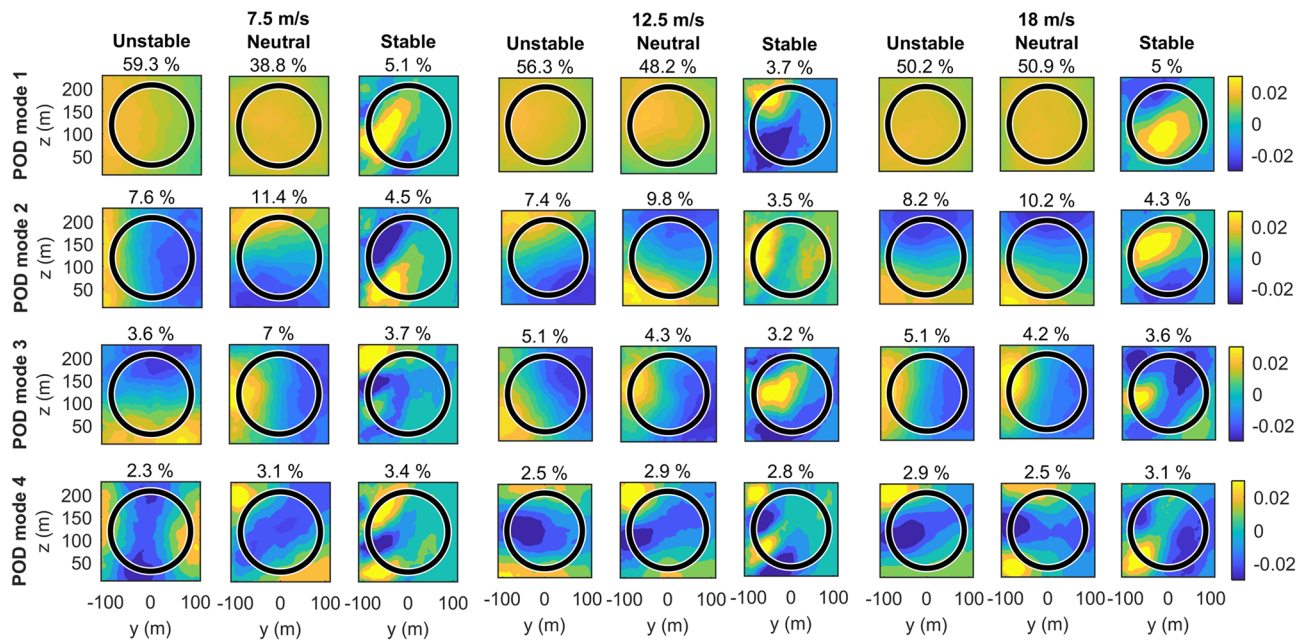 7.5 m/s 12.5 m/s 18 m/s
Unstable Neutral Stable Unstable Neutral Stable Unstable Neutral Stable
59.3 % 38.8 % 5.1 % 56.3 % 48.2 % 3.7 % 50.2 % 50.9 % 5 %
POD mode 1
z (m)
200
150
100
50
0.02
0
-0.02
7.6 % 11.4 % 4.5 % 7.4 % 9.8 % 3.5 % 8.2 % 10.2 % 4.3 %
POD mode 2
z (m)
200
150
100
50
0.02
0
-0.02
3.6 % 7 % 3.7 % 5.1 % 4.3 % 3.2 % 5.1 % 4.2 % 3.6 %
POD mode 3
z (m)
200
150
100
50
0.02
0
-0.02
2.3 % 3.1 % 3.4 % 2.5 % 2.9 % 2.8 % 2.9 % 2.5 % 3.1 %
POD mode 4
z (m)
200
150
100
50
0.02
0
-0.02
-100 0 100 -100 0 100 -100 0 100 -100 0 100 -100 0 100 -100 0 100 -100 0 100 -100 0 100 -100 0 100
y (m) y (m) y (m) y (m) y (m) y (m) y (m) y (m) y (m)